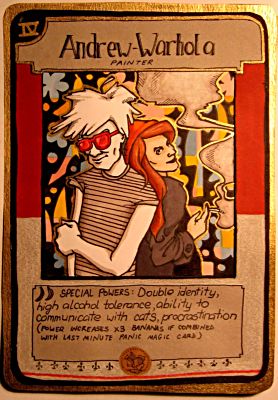 IV
Andrew-Warhola
PAINTER
SPECIAL POWERS: Double identity,
high alcohol tolerance, ability to
communicate with cats, procrastination
(POWER INCREASES X3 BANANAS IF COMBINED
WITH LAST MINUTE PANIC MAGIC CARD)